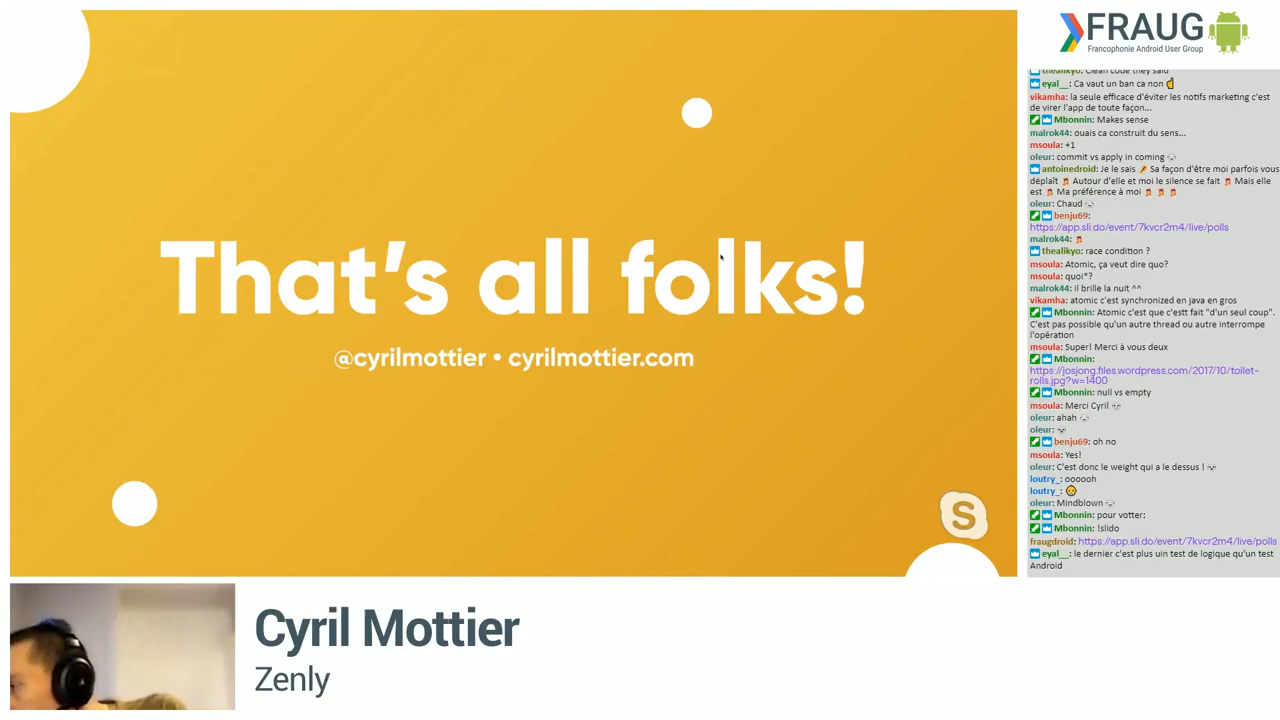 That's all folks!
@cyrilmottier • cyrilmottier.com
S
Cyril Mottier
Zenly
FRAUG
Francophonie Android User Group
thealikyo: Clean code they said
eyal__: Ca vaut un ban ca non
vikamha: la seule efficace d'éviter les notifs marketing c'est
de virer l'app de toute façon...
Mbonnin: Makes sense
malrok44: ouais ca construit du sens...
msoula: +1
oleur: commit vs apply in coming
antoinedroid: Je le sais Sa façon d'être moi parfois vous
déplaît Autour d'elle et moi le silence se fait Mais elle
est Ma préférence à moi
oleur: Chaud
benju69:
https://app.sli.do/event/7kvcr2m4/live/polls
malrok44:
thealikyo: race condition ?
msoula: Atomic, ça veut dire quo?
msoula: quoi*?
malrok44: il brille la nuit ^^
vikamha: atomic c'est synchronized en java en gros
Mbonnin: Atomic c'est que c'estt fait "d'un seul coup".
C'est pas possible qu'un autre thread ou autre interrompe
l'opération
msoula: Super! Merci à vous deux
Mbonnin:
https://josjong.files.wordpress.com/2017/10/toilet-
rolls.jpg?w=1400
Mbonnin: null vs empty
msoula: Merci Cyril
oleur: ahah
oleur:
benju69: oh no
msoula: Yes!
oleur: C'est donc le weight qui a le dessus !
loutry_: oooooh
loutry_:
oleur: Mindblown
Mbonnin: pour votter:
Mbonnin: !slido
fraugdroid: https://app.sli.do/event/7kvcr2m4/live/polls
eyal__: le dernier c'est plus uin test de logique qu'un test
Android